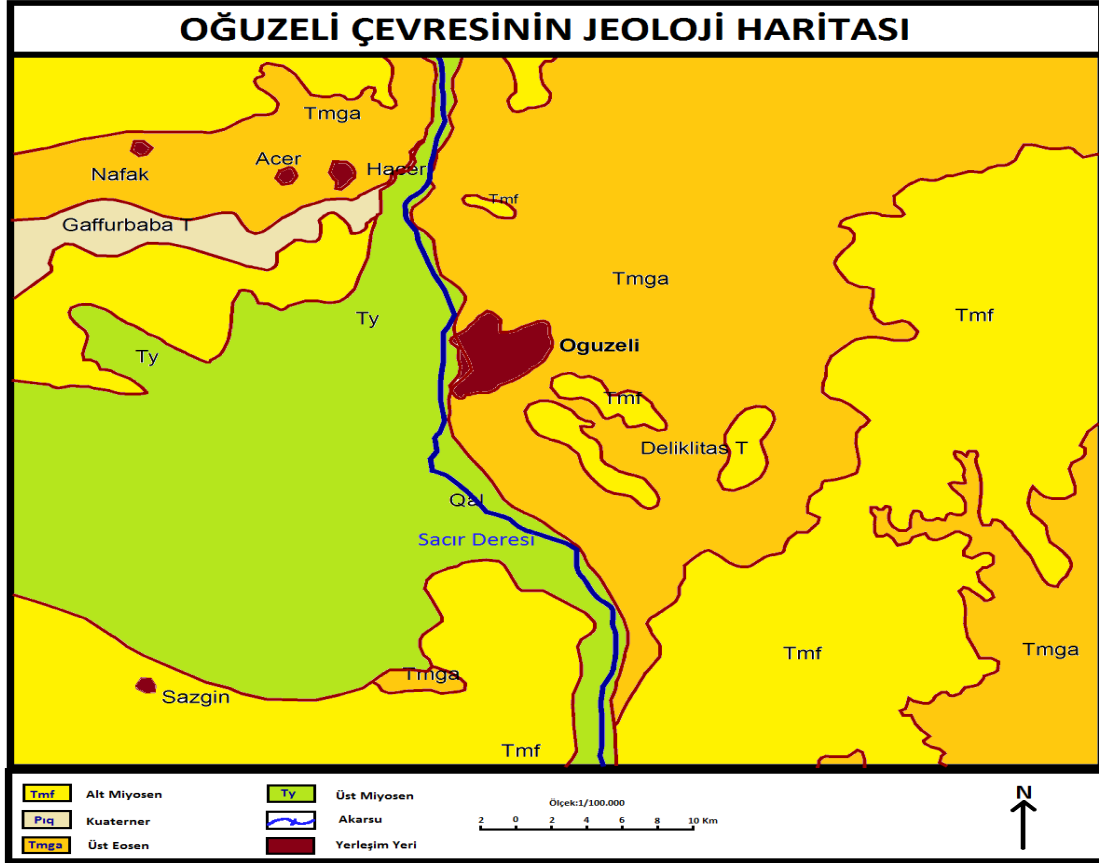 OĞUZELİ ÇEVRESİNİN JEOLOJİ HARİTASI
Tmga
Acer
Hacer
Nafak
Tmf
Gaffurbaba T
Tmga
Tmf
Ty
Oguzeli
Ty
Tmf
Deliklitas T
Qal
Sacır Deresi
Tmga
Tmf
Tmga
Sazgin
Tmf
Tmf Alt Miyosen
Pıq Kuaterner
Tmga Üst Eosen
Ty Üst Miyosen
Akarsu
Yerleşim Yeri
Ölçek:1/100.000
2 0 2 4 6 8 10 Km
N